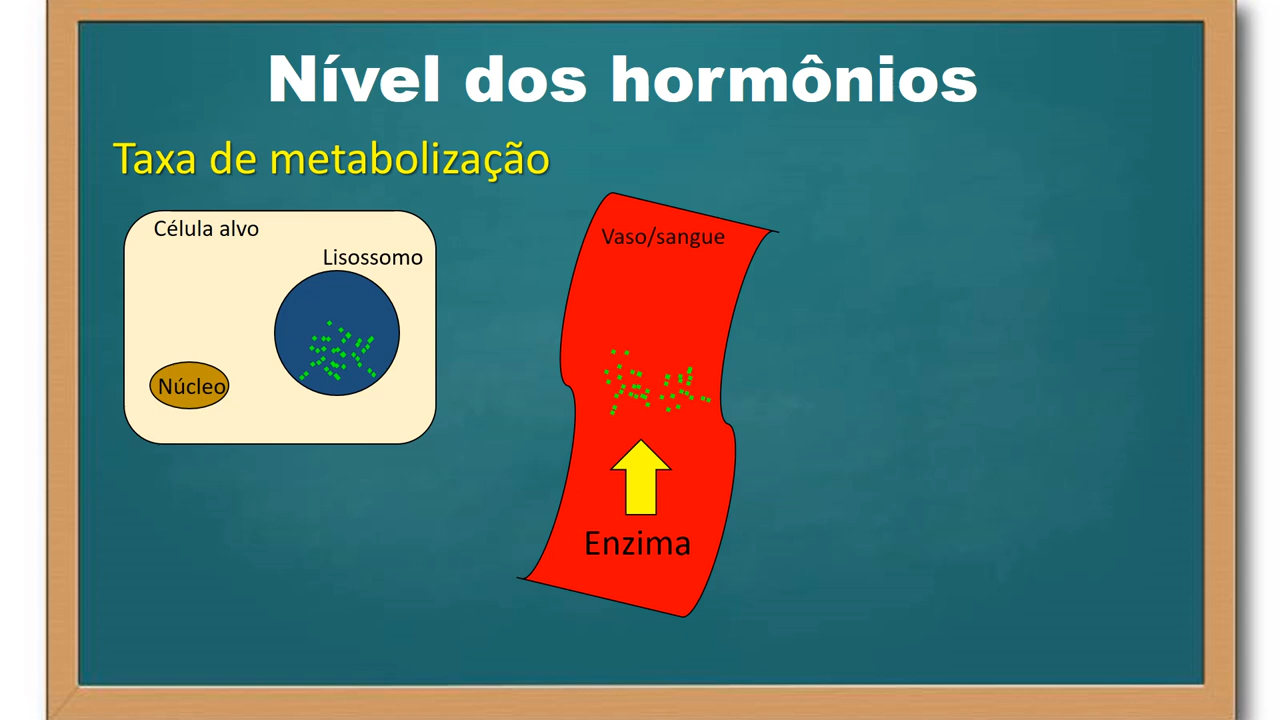 Nível dos hormônios
Taxa de metabolização
Célula alvo
Lisossomo
Núcleo
Vaso/sangue
Enzima